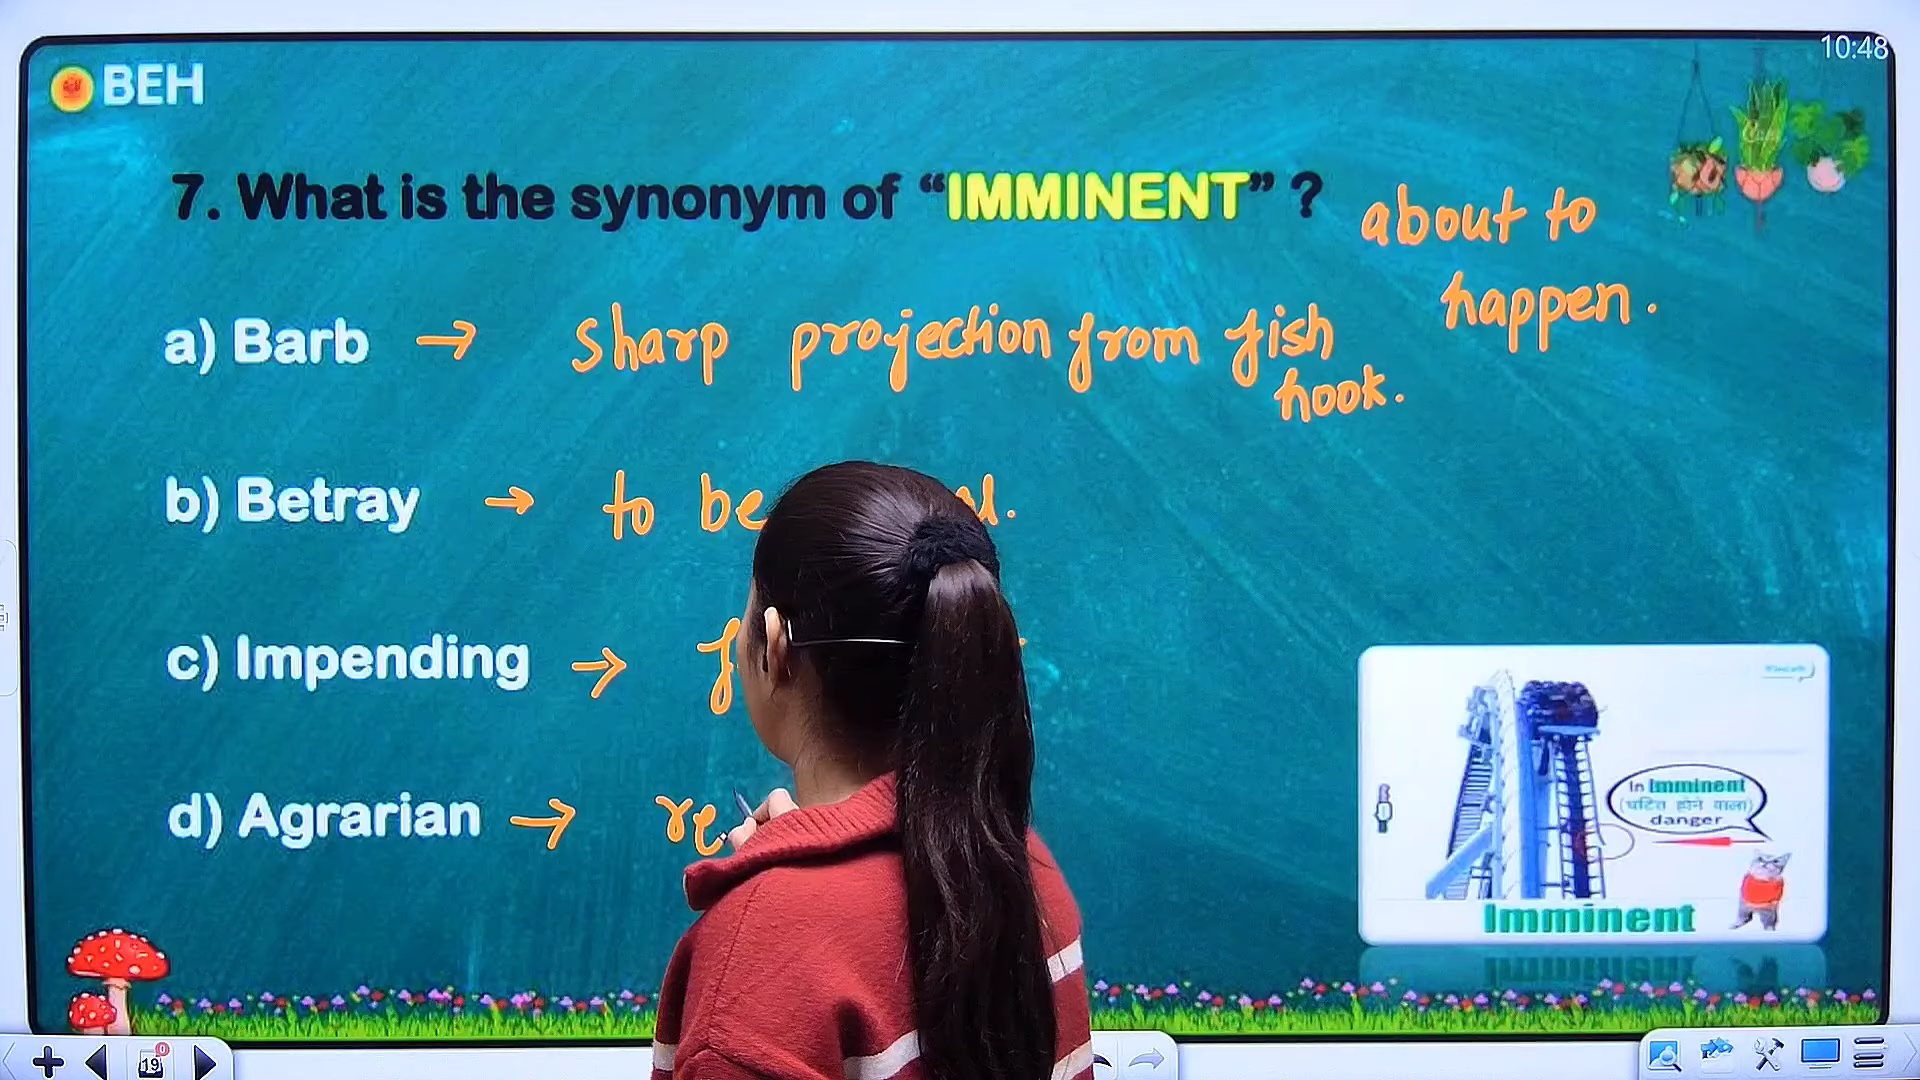 BEH
10:48
7. What is the synonym of “IMMINENT” ?
about to
happen.
a) Barb → sharp projection from fish
hook.
b) Betray → to
c) Impending →
d) Agrarian →
In Imminent
(घटित होने वाला)
danger
Imminent
19